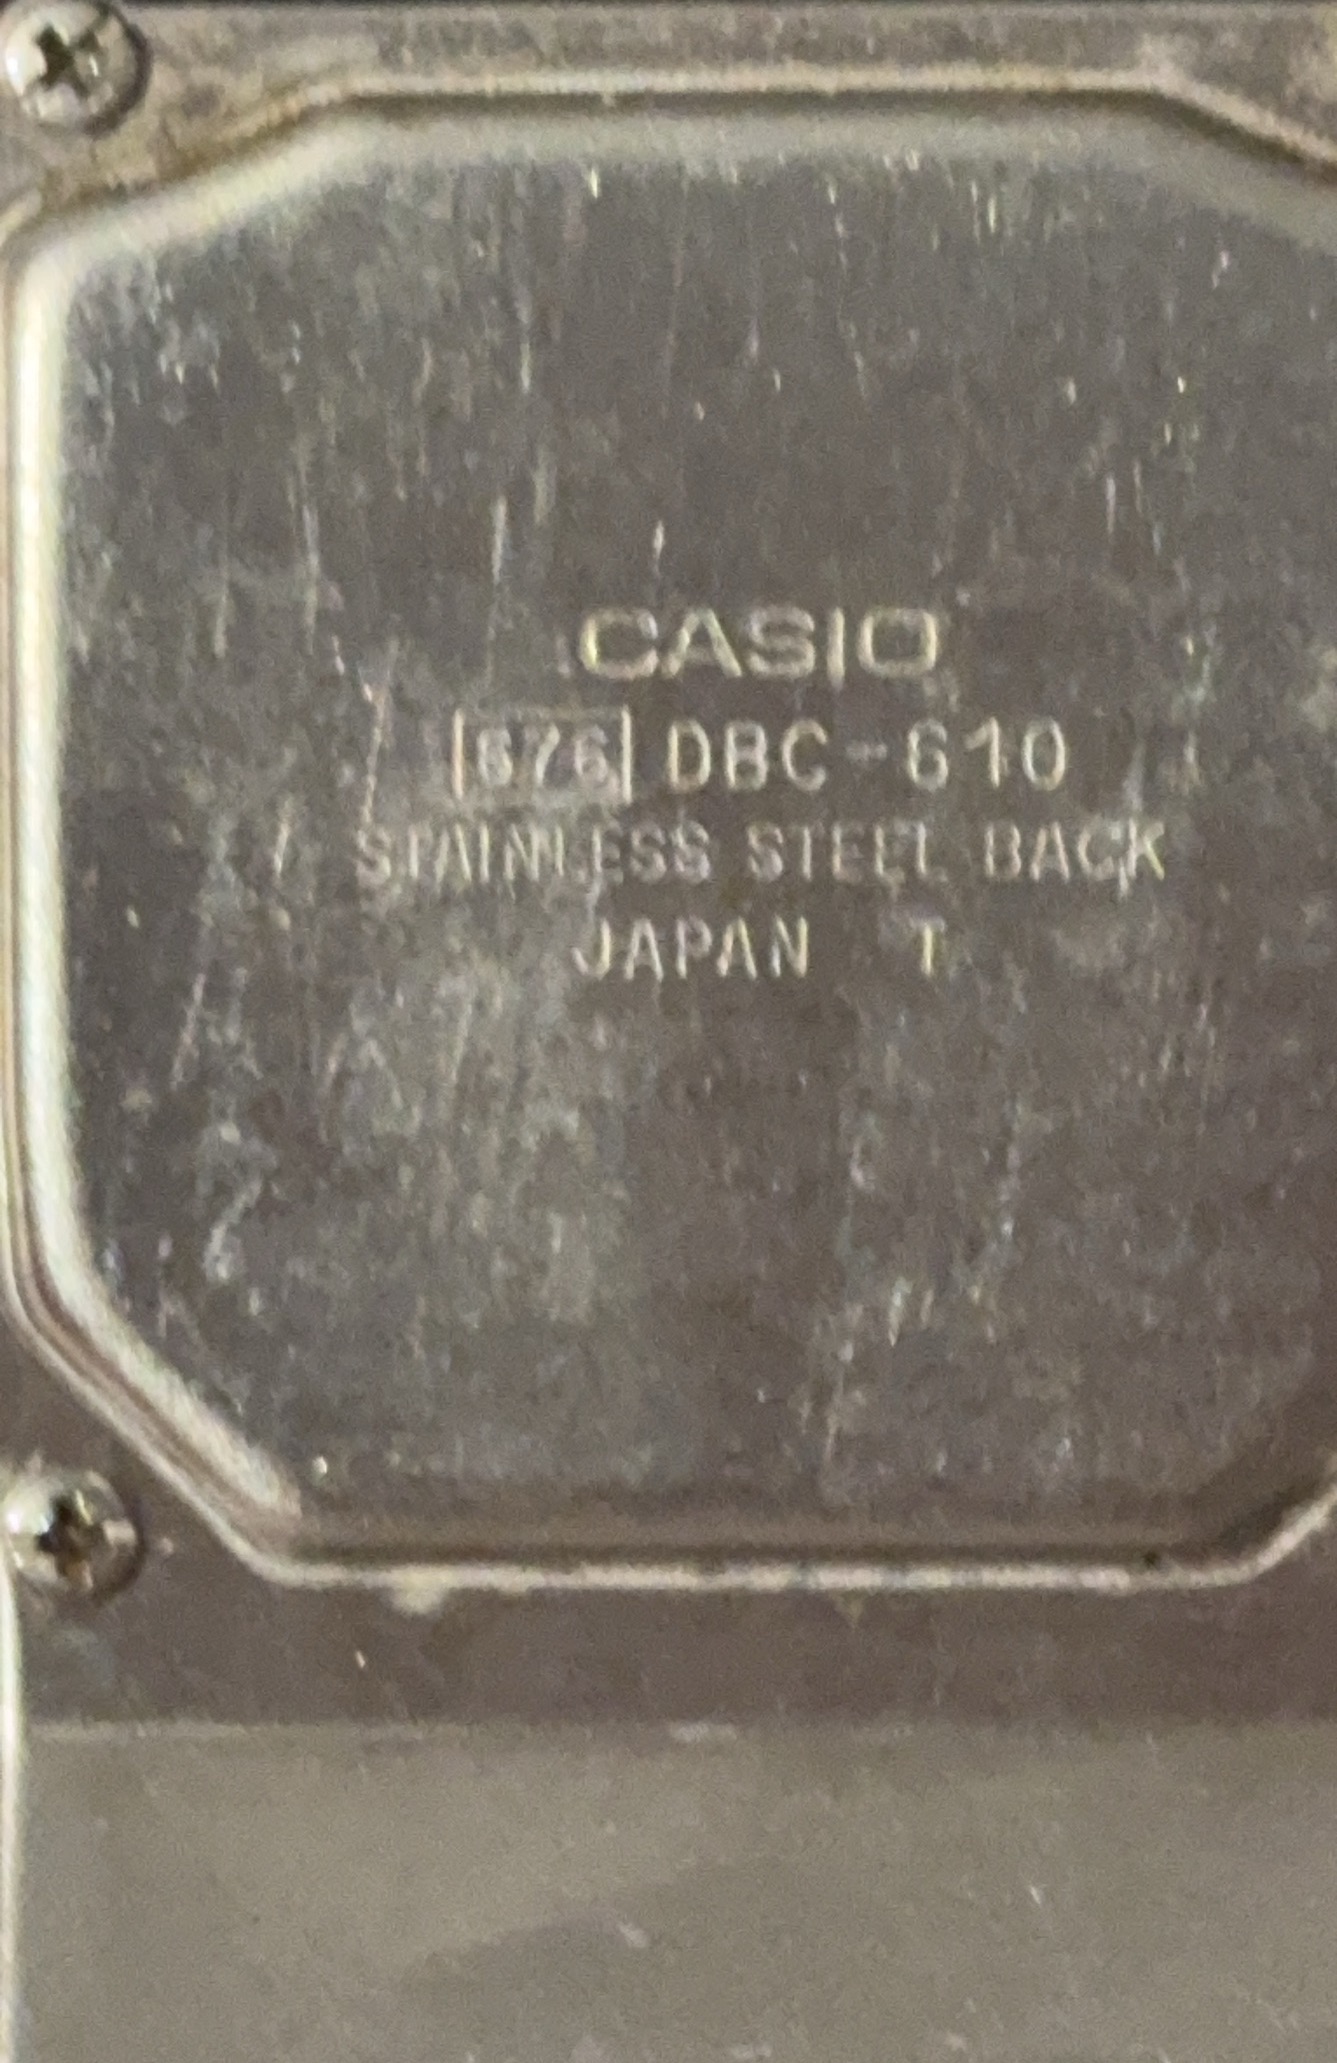 CASIO
676 DBC-610
STAINLESS STEEL BACK
JAPAN T